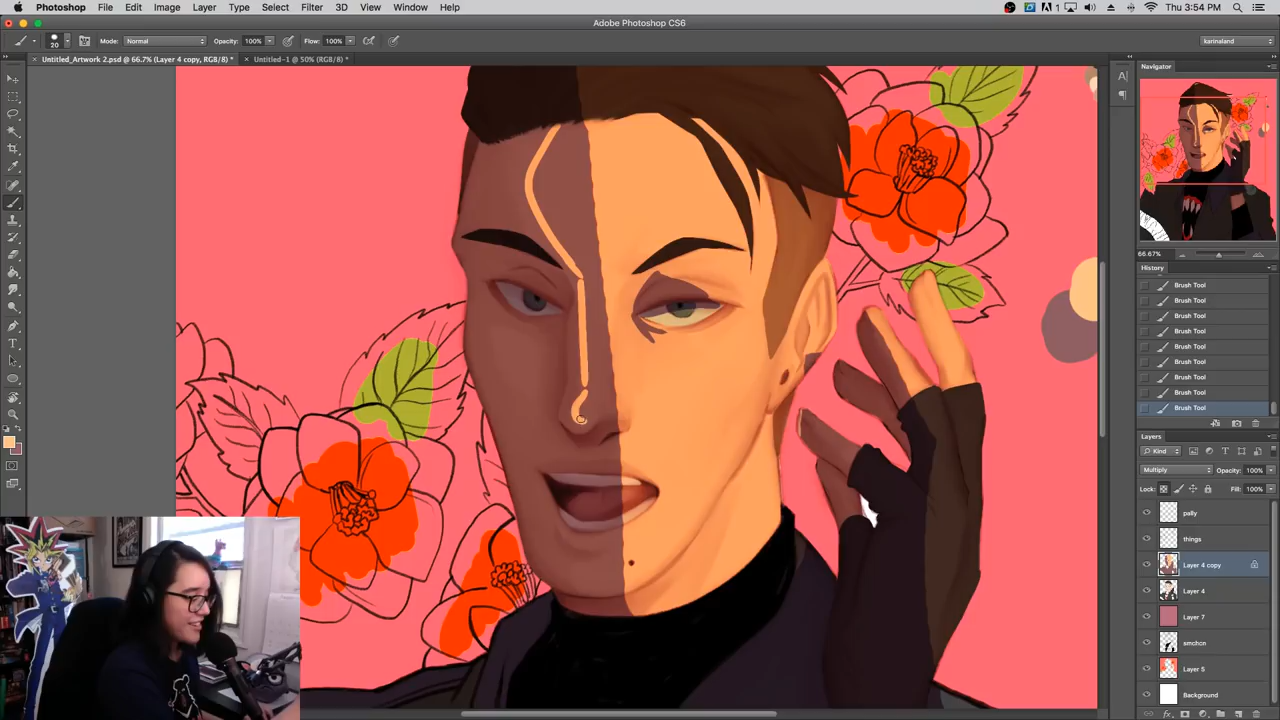 Photoshop File Edit Image Layer Type Select Filter 3D View Window Help
1 Thu 3:54 PM
Adobe Photoshop CS6
20 Mode: Normal Opacity: 100% Flow: 100% karinaland
Untitled_Artwork 2.psd @ 66.7% (Layer 4 copy, RGB/8) * Untitled-1 @ 50% (RGB/8) *
Navigator
66.67%
History
Brush Tool
Brush Tool
Brush Tool
Brush Tool
Brush Tool
Brush Tool
Brush Tool
Brush Tool
Brush Tool
Layers
Kind
Multiply Opacity: 100%
Lock: Fill: 100%
pally
things
Layer 4 copy
Layer 4
Layer 7
smchcn
Layer 5
Background